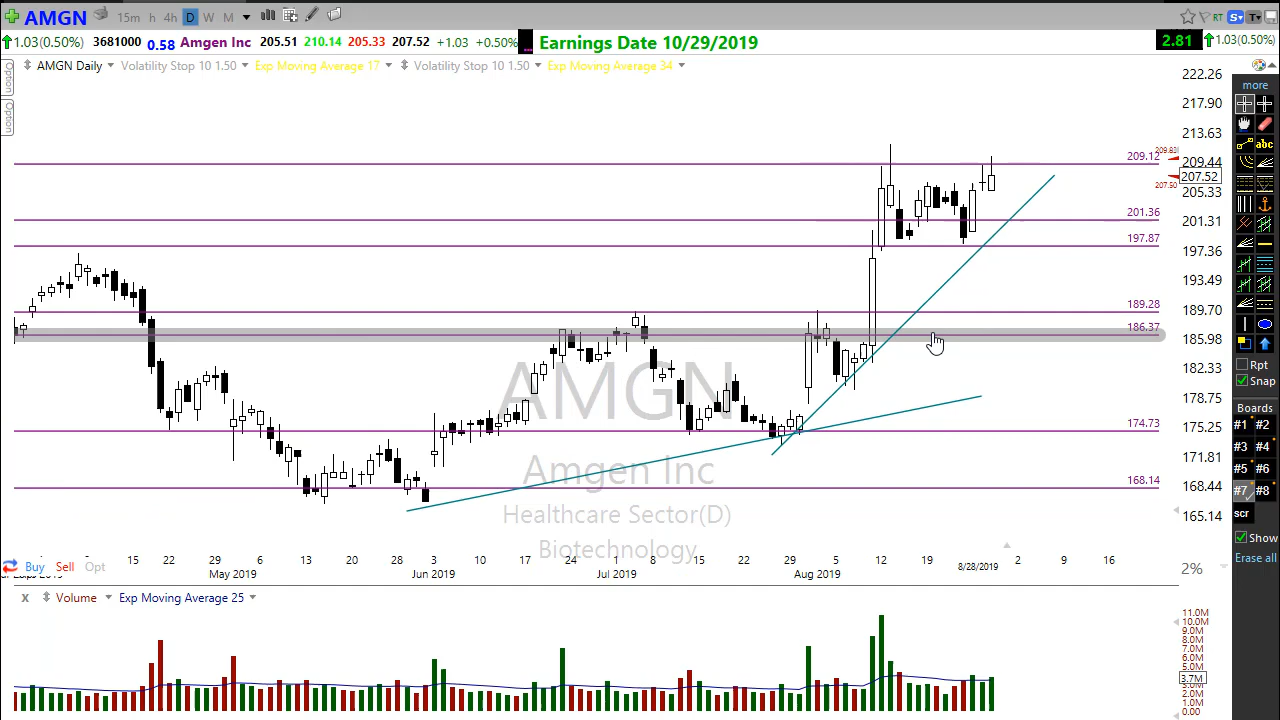 AMGN 15m h 4h D W M RT S T
1.03(0.50%) 3681000 0.58 Amgen Inc 205.51 210.14 205.33 207.52 +1.03 +0.50% Earnings Date 10/29/2019 2.81 1.03(0.50%)
AMGN Daily Volatility Stop 10 1.50 Exp Moving Average 17 Volatility Stop 10 1.50 Exp Moving Average 34
Option
Option
222.26
217.90
213.63
209.44
207.52
205.33
201.31
197.36
193.49
189.70
185.98
182.33
178.75
175.25
171.81
168.44
165.14
2%
209.12
201.36
197.87
189.28
186.37
174.73
168.14
209.83
207.50
AMGN
Amgen Inc
Healthcare Sector(D)
Biotechnology
15 22 29 6 13 20 28 3 10 17 24 1 8 15 22 29 5 12 19 8/28/2019 2 9 16
May 2019 Jun 2019 Jul 2019 Aug 2019
Buy Sell Opt
x Volume Exp Moving Average 25
11.0M
10.0M
9.0M
8.0M
7.0M
6.0M
5.0M
3.7M
2.0M
1.0M
0.00
more
abc
Rpt
Snap
Boards
#1 #2
#3 #4
#5 #6
#7 #8
scr
Show
Erase all